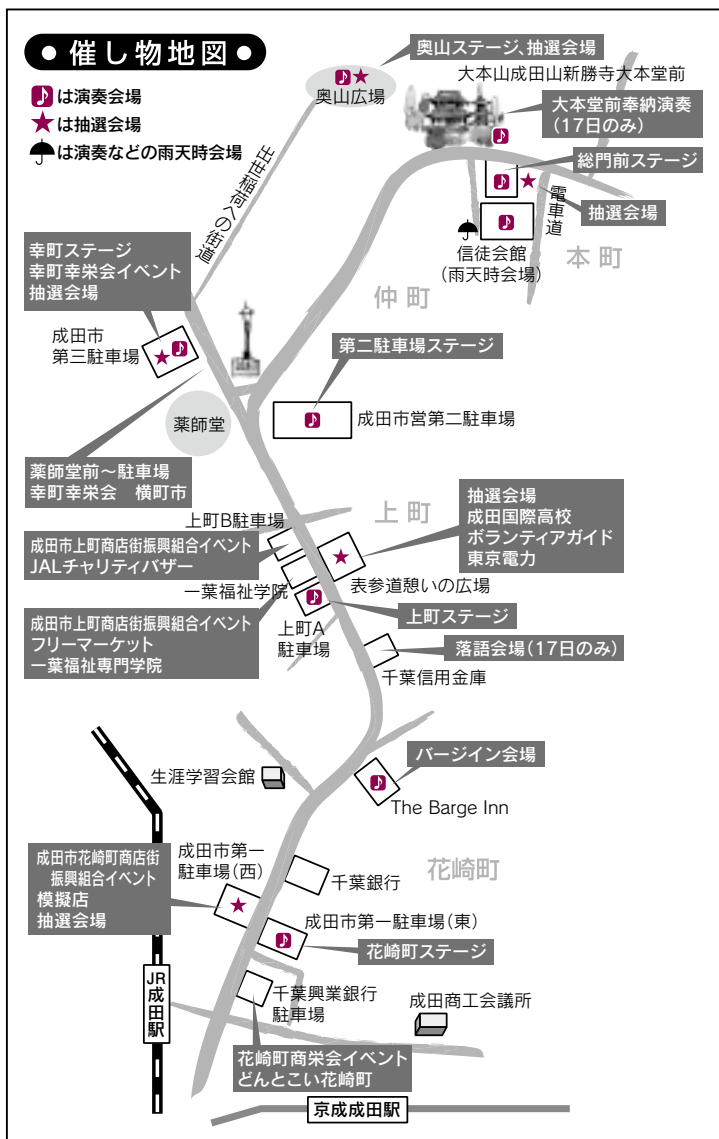 ● 催し物地図 ●
♪は演奏会場
★は抽選会場
☂は演奏などの雨天時会場
奥山ステージ、抽選会場
奥山広場
大本山成田山新勝寺大本堂前
大本堂前奉納演奏
（17日のみ）
総門前ステージ
抽選会場
電車道
信徒会館
（雨天時会場）
本町
出世稲荷への街道
仲町
幸町ステージ
幸町幸栄会イベント
抽選会場
成田市
第三駐車場
第二駐車場ステージ
成田市営第二駐車場
薬師堂
薬師堂前～駐車場
幸町幸栄会　横町市
上町
上町B駐車場
抽選会場
成田国際高校
ボランティアガイド
東京電力
成田市上町商店街振興組合イベント
JALチャリティバザー
一葉福祉学院
表参道憩いの広場
上町ステージ
成田市上町商店街振興組合イベント
フリーマーケット
一葉福祉専門学院
上町A
駐車場
落語会場（17日のみ）
千葉信用金庫
バージイン会場
生涯学習会館
The Barge Inn
花崎町
成田市花崎町商店街
振興組合イベント
模擬店
抽選会場
成田市第一
駐車場（西）
千葉銀行
成田市第一駐車場（東）
花崎町ステージ
JR
成田駅
千葉興業銀行
駐車場
成田商工会議所
花崎町商栄会イベント
どんとこい花崎町
京成成田駅